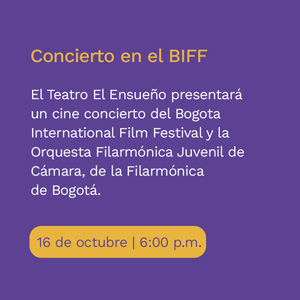 Concierto en el BIFF
El Teatro El Ensueño presentará
un cine concierto del Bogota
International Film Festival y la
Orquesta Filarmónica Juvenil de
Cámara, de la Filarmónica
de Bogotá.
16 de octubre | 6:00 p.m.